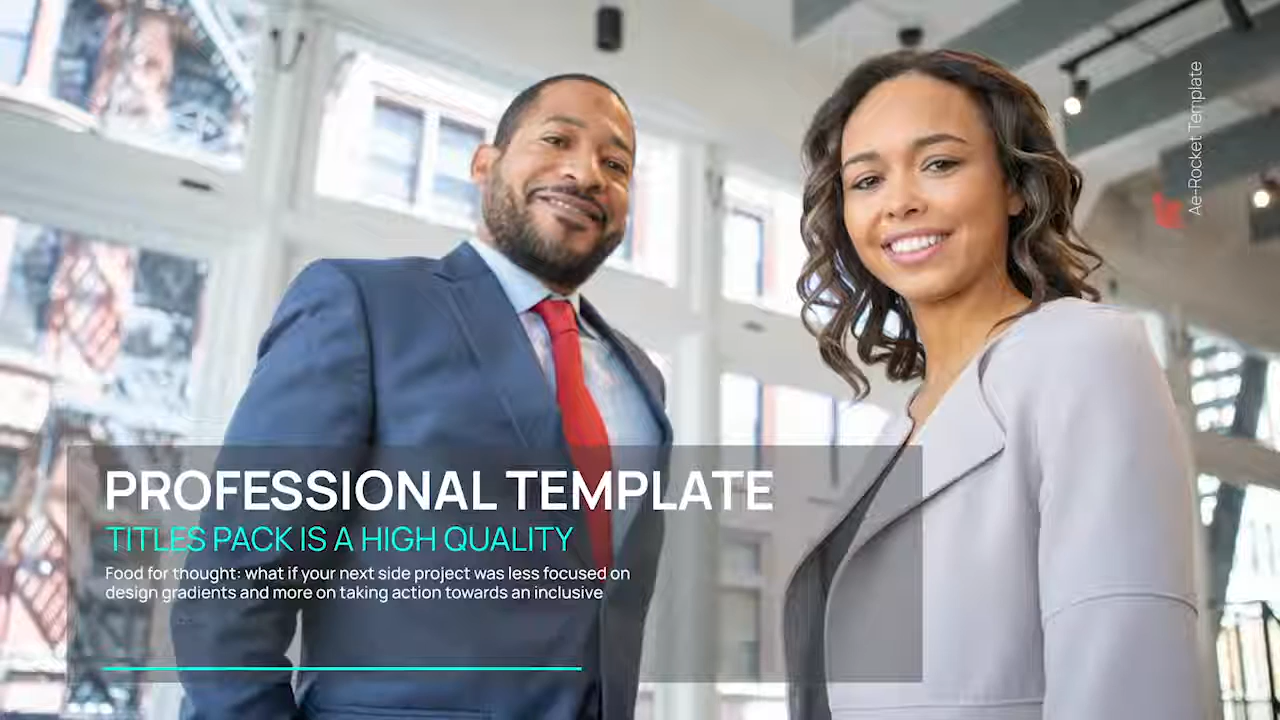 Ae-Rocket Template
PROFESSIONAL TEMPLATE
TITLES PACK IS A HIGH QUALITY
Food for thought: what if your next side project was less focused on
design gradients and more on taking action towards an inclusive